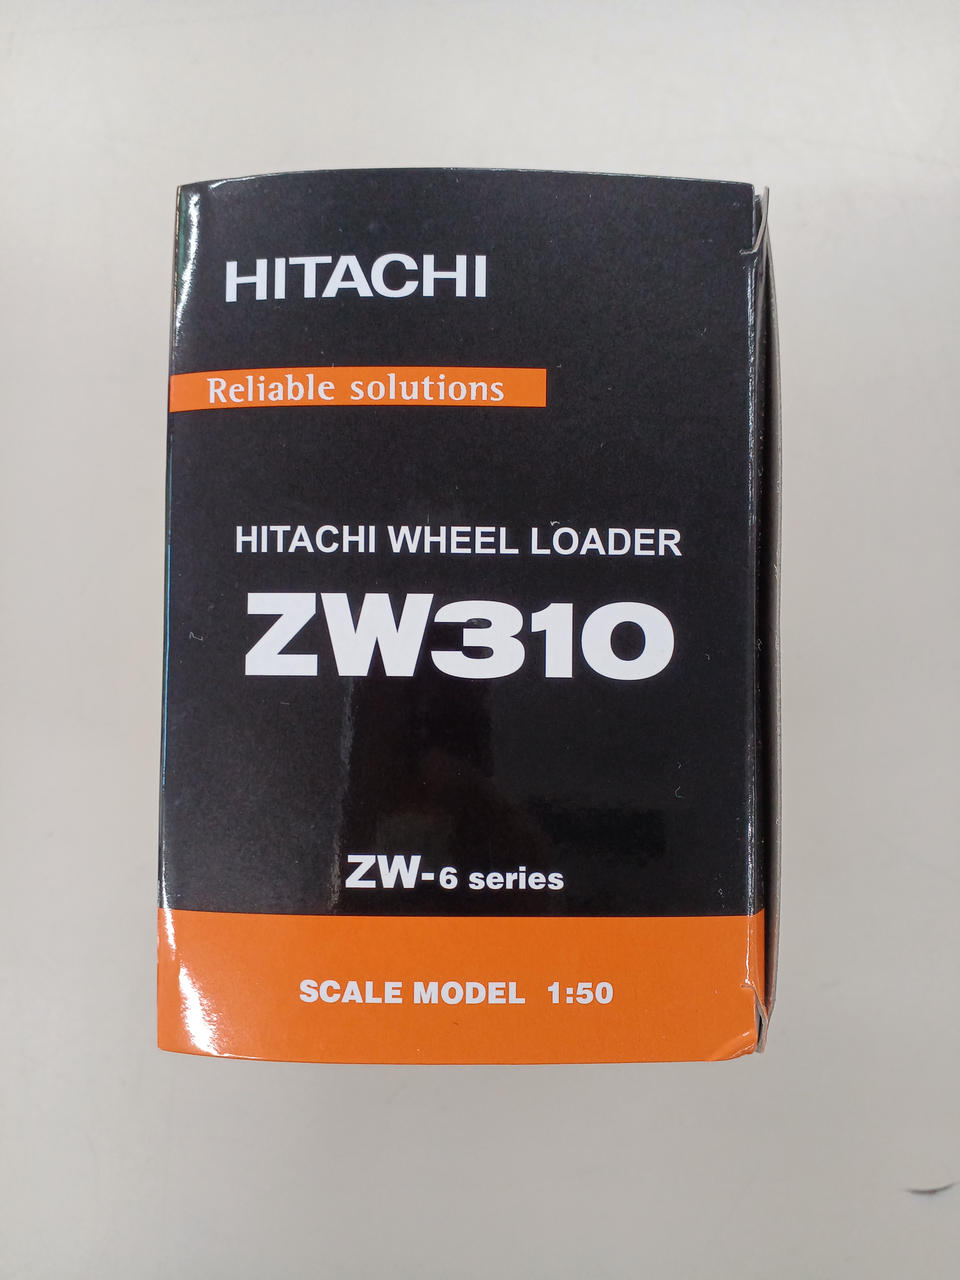 HITACHI
Reliable solutions
HITACHI WHEEL LOADER
ZW310
ZW-6 series
SCALE MODEL 1:50